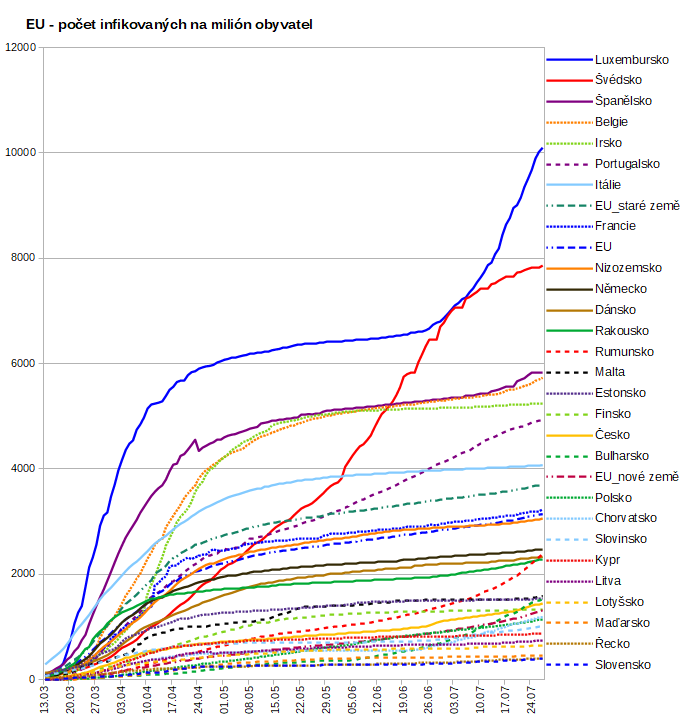 EU - počet infikovaných na milión obyvatel
12000
10000
8000
6000
4000
2000
0
Luxembursko
Švédsko
Španělsko
Belgie
Irsko
Portugalsko
Itálie
EU_staré země
Francie
EU
Nizozemsko
Německo
Dánsko
Rakousko
Rumunsko
Malta
Estonsko
Finsko
Česko
Bulharsko
EU_nové země
Polsko
Chorvatsko
Slovinsko
Kypr
Litva
Lotyšsko
Maďarsko
Řecko
Slovensko
13.03
20.03
27.03
03.04
10.04
17.04
24.04
01.05
08.05
15.05
22.05
29.05
05.06
12.06
19.06
26.06
03.07
10.07
17.07
24.07